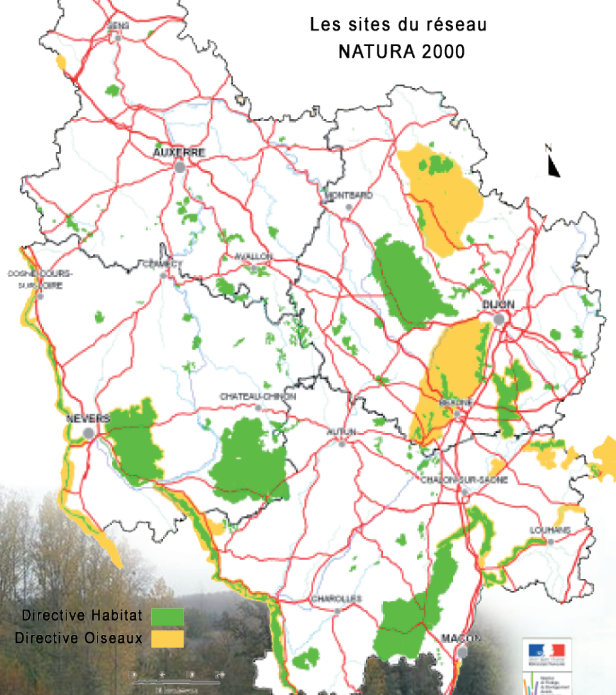 Les sites du réseau
NATURA 2000
SENS
N
AUXERRE
MONTBARD
AVALLON
CLAMECY
COSNE-COURS-
SUR-LOIRE
DIJON
CHATEAU-CHINON
BEAUNE
NEVERS
AUTUN
CHALON-SUR-SAONE
LOUHANS
CHAROLLES
MACON
Directive Habitat
Directive Oiseaux